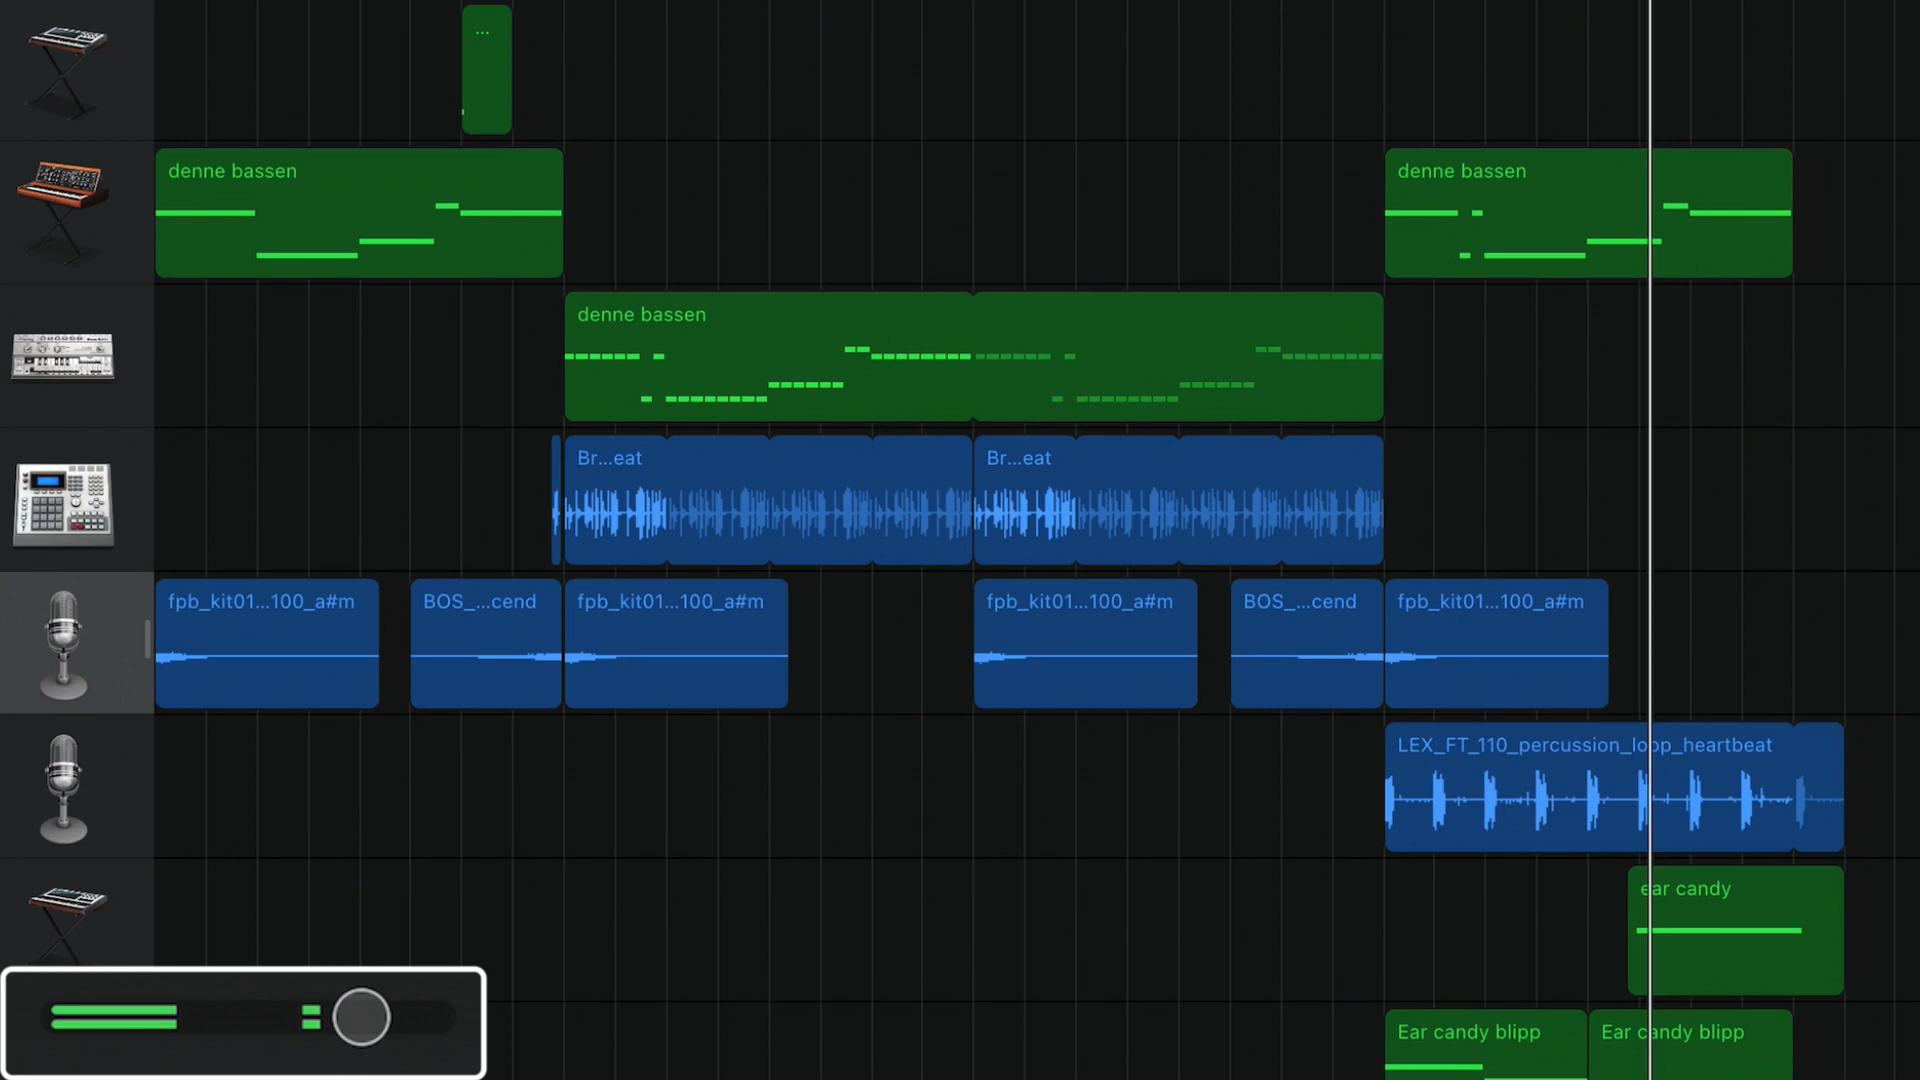 ...
denne bassen
denne bassen
denne bassen
Br...eat
Br...eat
fpb_kit01...100_a#m
BOS_...cend
fpb_kit01...100_a#m
fpb_kit01...100_a#m
BOS_...cend
fpb_kit01...100_a#m
LEX_FT_110_percussion_loop_heartbeat
ear candy
Ear candy blipp
Ear candy blipp